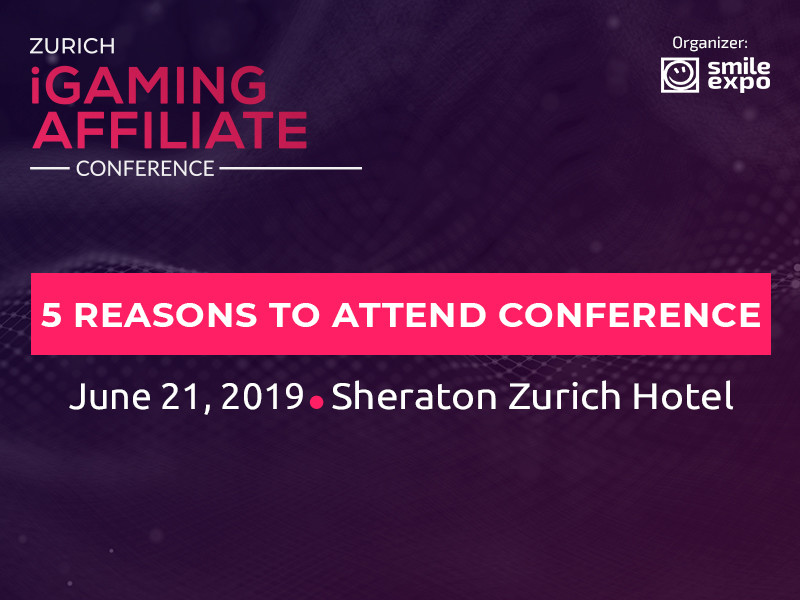 ZURICH
iGAMING
AFFILIATE
CONFERENCE
Organizer:
smile
expo
5 REASONS TO ATTEND CONFERENCE
June 21, 2019 • Sheraton Zurich Hotel